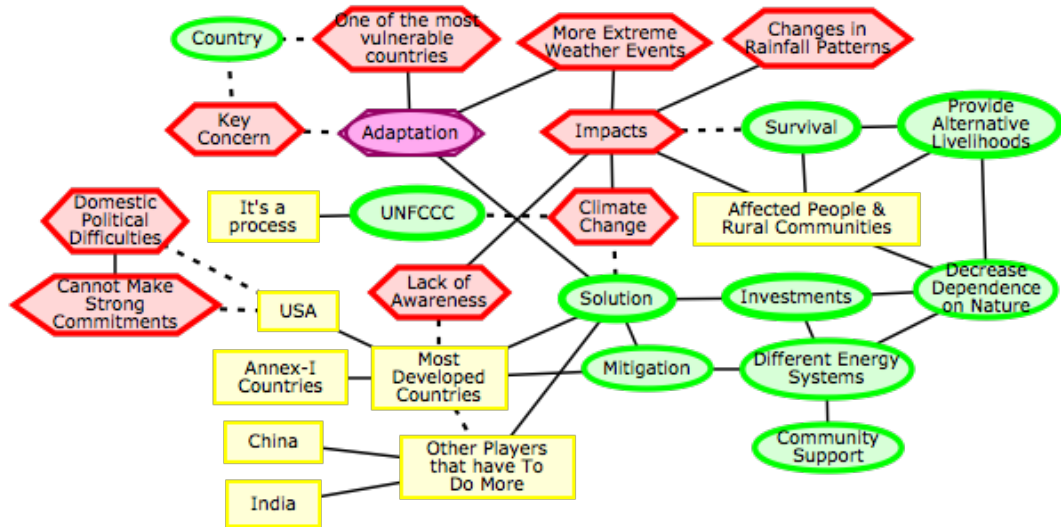 Country
One of the most
vulnerable
countries
More Extreme
Weather Events
Changes in
Rainfall Patterns
Key
Concern
Adaptation
Impacts
Survival
Provide
Alternative
Livelihoods
Domestic
Political
Difficulties
It's a
process
UNFCCC
Climate
Change
Affected People &
Rural Communities
Cannot Make
Strong
Commitments
USA
Lack of
Awareness
Solution
Investments
Decrease
Dependence
on Nature
Annex-I
Countries
Most
Developed
Countries
Mitigation
Different Energy
Systems
China
Other Players
that have To
Do More
Community
Support
India